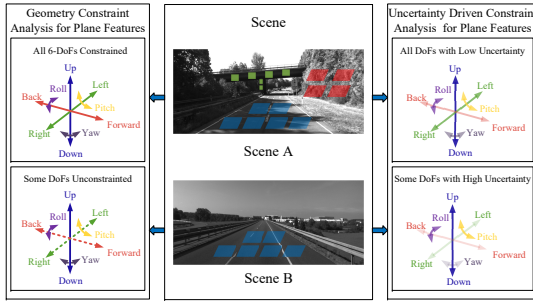 Geometry Constraint
Analysis for Plane Features
All 6-DoFs Constrained
Up
Roll
Left
Back
Pitch
Right
Yaw
Forward
Down
Some DoFs Unconstrainted
Up
Roll
Left
Back
Pitch
Right
Yaw
Forward
Down
Scene
Scene A
Scene B
Uncertainty Driven Constraint
Analysis for Plane Features
All DoFs with Low Uncertainty
Up
Roll
Left
Back
Pitch
Right
Yaw
Forward
Down
Some DoFs with High Uncertainty
Up
Roll
Left
Back
Pitch
Right
Yaw
Forward
Down